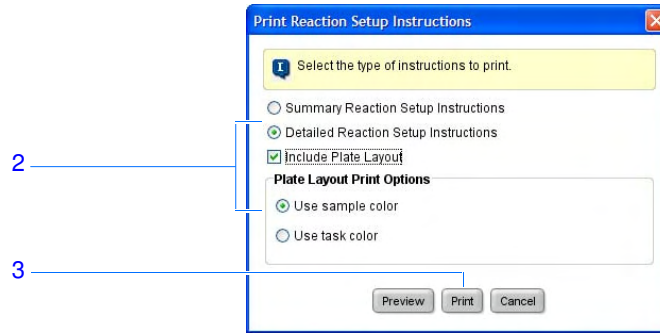 Print Reaction Setup Instructions
Select the type of instructions to print.
Summary Reaction Setup Instructions
Detailed Reaction Setup Instructions
Include Plate Layout
2
Plate Layout Print Options
Use sample color
Use task color
3
Preview Print Cancel